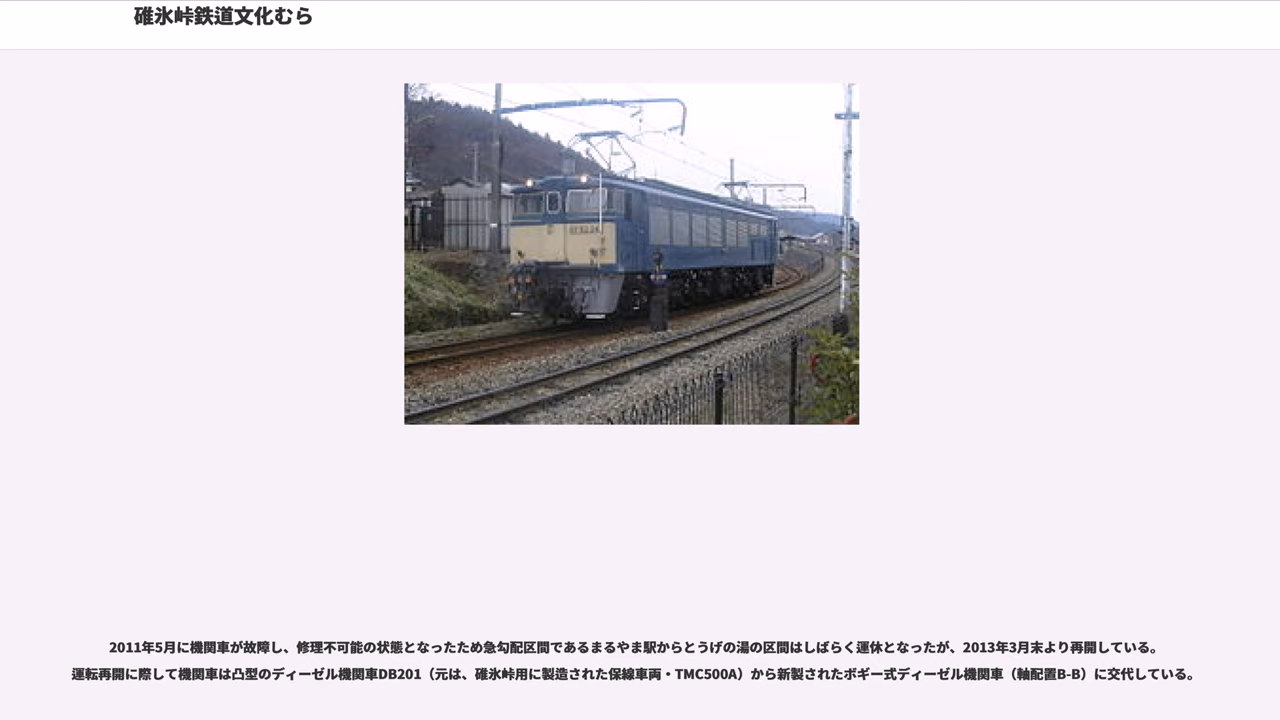 碓氷峠鉄道文化むら
2011年5月に機関車が故障し、修理不可能の状態となったため急勾配区間であるまるやま駅からとうげの湯の区間はしばらく運休となったが、2013年3月末より再開している。
運転再開に際して機関車は凸型のディーゼル機関車DB201（元は、碓氷峠用に製造された保線車両・TMC500A）から新製されたボギー式ディーゼル機関車（軸配置B-B）に交代している。